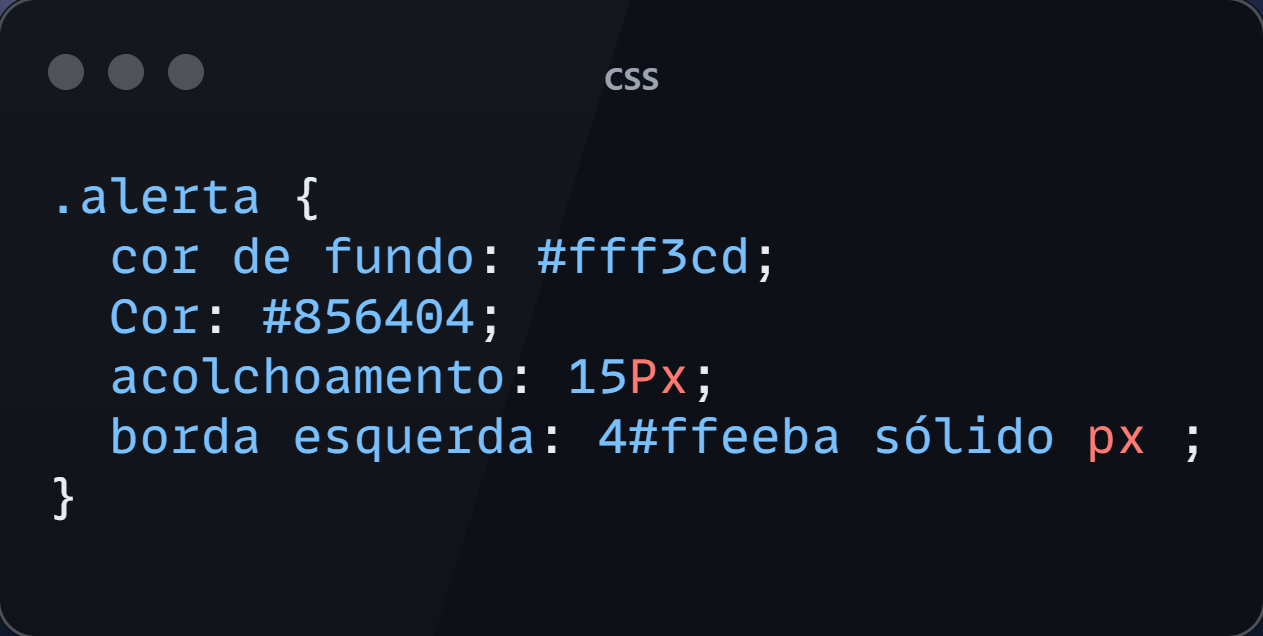 CSS
.alerta {
cor de fundo: #fff3cd;
Cor: #856404;
acolchoamento: 15Px;
borda esquerda: 4#ffeeba sólido px ;
}